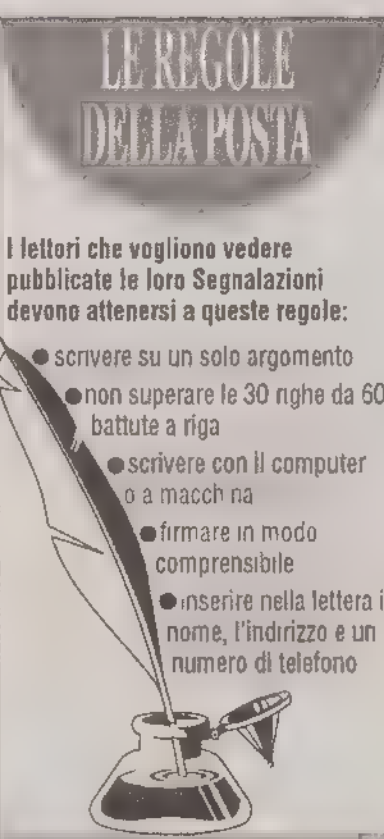 LE REGOLE
DELLA POSTA
I lettori che vogliono vedere
pubblicate le loro Segnalazioni
devono attenersi a queste regole:
● scrivere su un solo argomento
● non superare le 30 righe da 60
battute a riga
● scrivere con il computer
o a macch na
● firmare in modo
comprensibile
● inserire nella lettera i
nome, l'indirizzo e un
numero di telefono